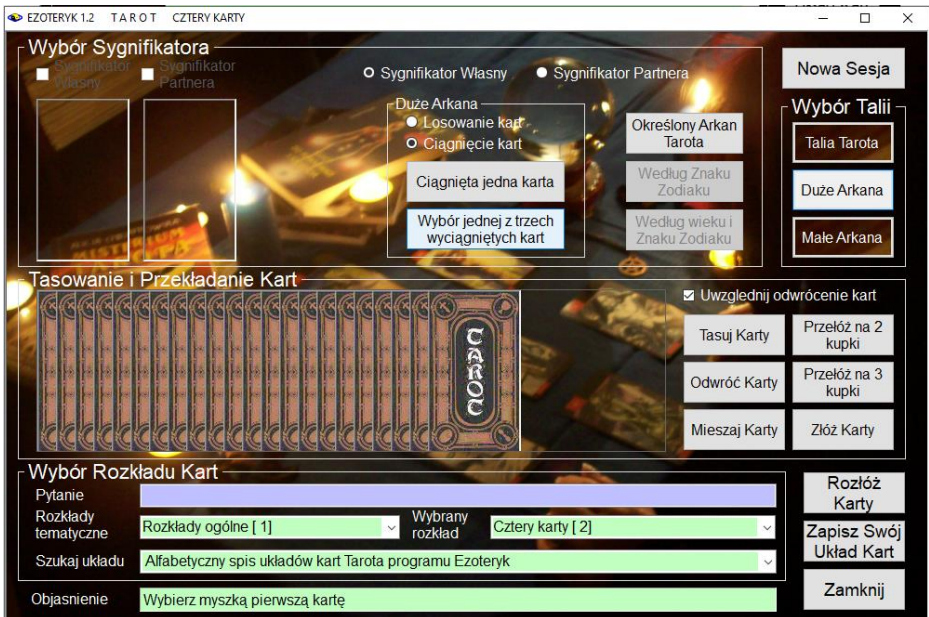 EZOTERYK 1.2 T A R O T CZTERY KARTY
Wybór Sygnifikatora
Sygnifikator
Własny
Sygnifikator
Partnera
Sygnifikator Własny
Sygnifikator Partnera
Duże Arkana
Losowanie kart
Ciągnięcie kart
Ciągnięta jedna karta
Wybór jednej z trzech
wyciągniętych kart
Określony Arkan
Tarota
Według Znaku
Zodiaku
Według wieku i
Znaku Zodiaku
Nowa Sesja
Wybór Talii
Talia Tarota
Duże Arkana
Małe Arkana
Tasowanie i Przekładanie Kart
TAROC
Uwzglednij odwrócenie kart
Tasuj Karty
Przełóż na 2
kupki
Odwróć Karty
Przełóż na 3
kupki
Mieszaj Karty
Złóż Karty
Wybór Rozkładu Kart
Pytanie
Rozkłady
tematyczne
Rozkłady ogólne [ 1]
Wybrany
rozkład
Cztery karty [ 2]
Szukaj układu
Alfabetyczny spis układów kart Tarota programu Ezoteryk
Objasnienie
Wybierz myszką pierwszą kartę
Rozłóż
Karty
Zapisz Swój
Układ Kart
Zamknij